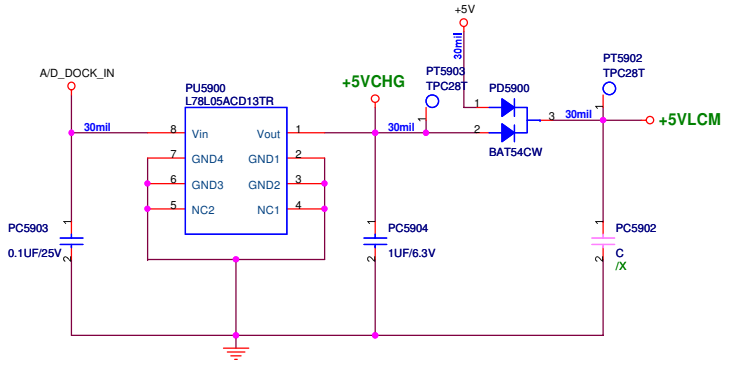 +5V
30mil
A/D_DOCK_IN
PU5900
L78L05ACD13TR
+5VCHG
PT5903
TPC28T
PD5900
PT5902
TPC28T
30mil
8
Vin
Vout
1
30mil
1
1
2
3
30mil
1
+5VLCM
BAT54CW
7
GND4
GND1
2
6
GND3
GND2
3
5
NC2
NC1
4
PC5903
1
2
0.1UF/25V
PC5904
1
2
1UF/6.3V
PC5902
1
2
C
/X